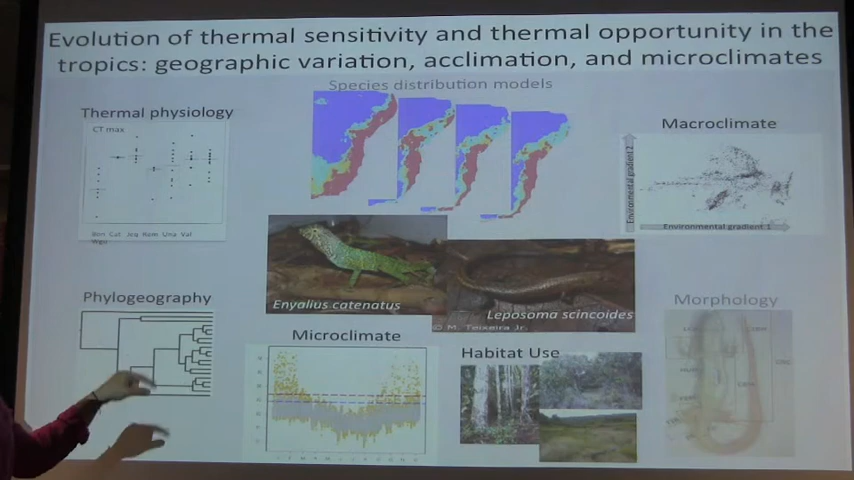 Evolution of thermal sensitivity and thermal opportunity in the
tropics: geographic variation, acclimation, and microclimates
Species distribution models
Thermal physiology
CT max
Macroclimate
Environmental gradient 2
Environmental gradient 1
Enyalius catenatus
Leposoma scincoides
© M. Teixeira Jr.
Phylogeography
Microclimate
Habitat Use
Morphology